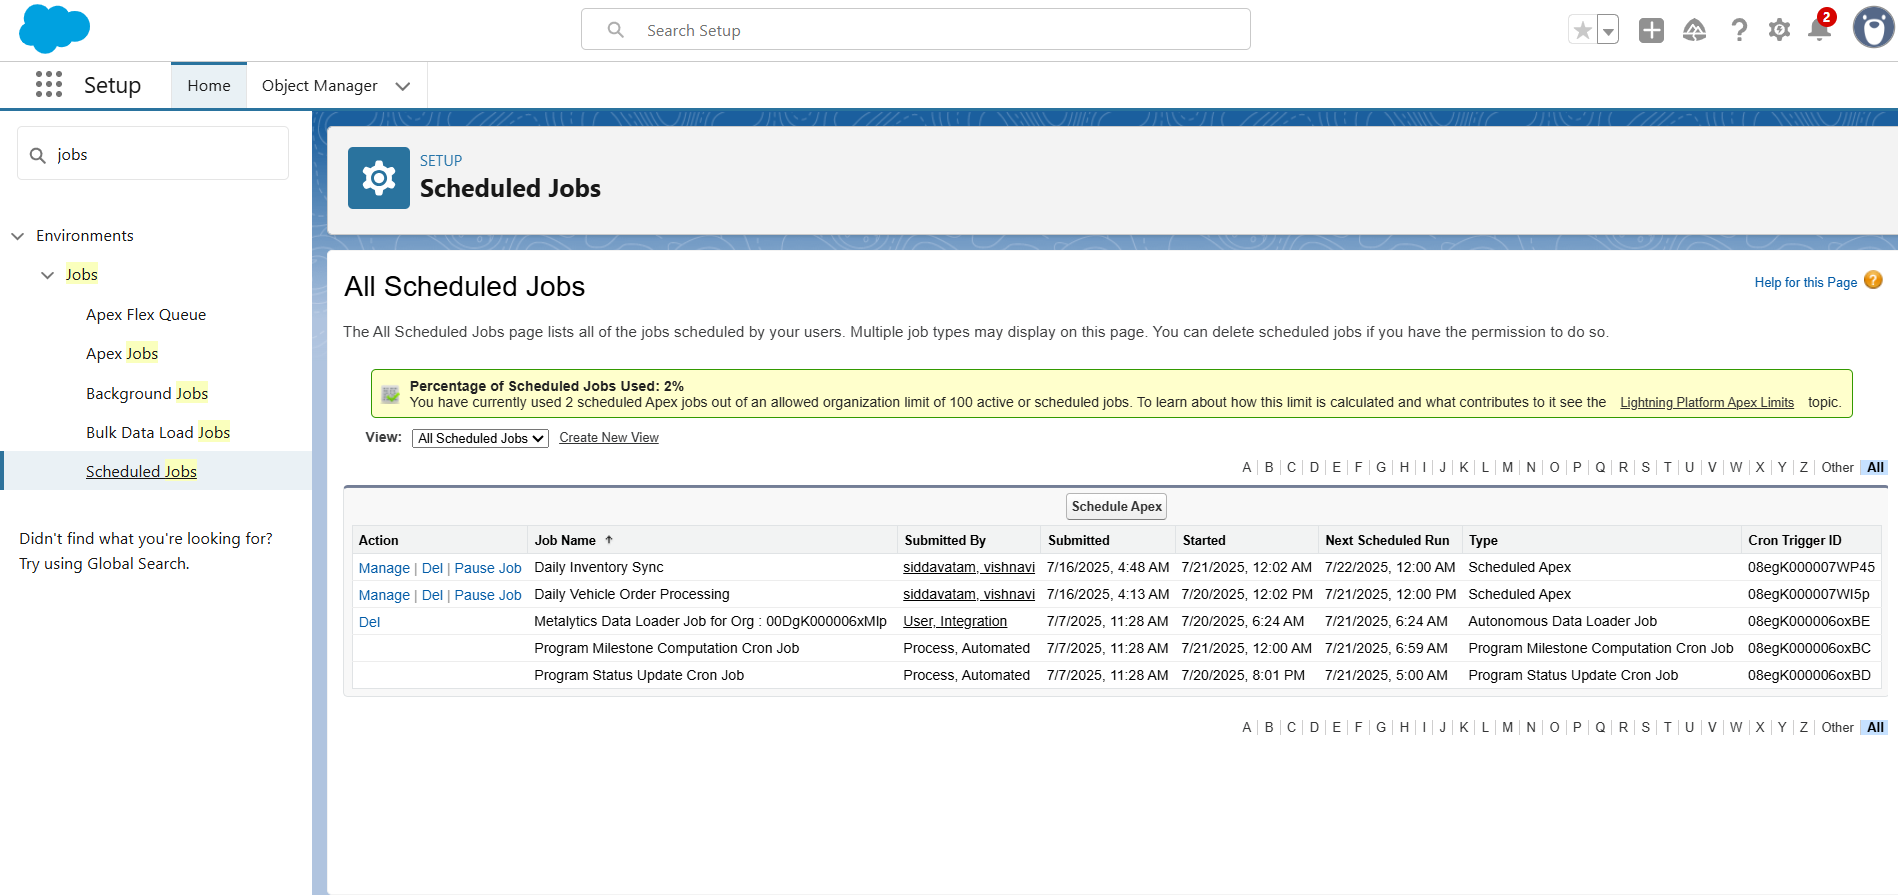 Search Setup
2
Setup
Home
Object Manager
jobs
Environments
Jobs
Apex Flex Queue
Apex Jobs
Background Jobs
Bulk Data Load Jobs
Scheduled Jobs
Didn't find what you're looking for?
Try using Global Search.
SETUP
Scheduled Jobs
All Scheduled Jobs
Help for this Page ?
The All Scheduled Jobs page lists all of the jobs scheduled by your users. Multiple job types may display on this page. You can delete scheduled jobs if you have the permission to do so.
Percentage of Scheduled Jobs Used: 2%
You have currently used 2 scheduled Apex jobs out of an allowed organization limit of 100 active or scheduled jobs. To learn about how this limit is calculated and what contributes to it see the Lightning Platform Apex Limits topic.
View: All Scheduled Jobs Create New View
A | B | C | D | E | F | G | H | I | J | K | L | M | N | O | P | Q | R | S | T | U | V | W | X | Y | Z | Other | All
Schedule Apex
Action Job Name Submitted By Submitted Started Next Scheduled Run Type Cron Trigger ID
Manage | Del | Pause Job Daily Inventory Sync siddavatam, vishnavi 7/16/2025, 4:48 AM 7/21/2025, 12:02 AM 7/22/2025, 12:00 AM Scheduled Apex 08egK000007WP45
Manage | Del | Pause Job Daily Vehicle Order Processing siddavatam, vishnavi 7/16/2025, 4:13 AM 7/20/2025, 12:02 PM 7/21/2025, 12:00 PM Scheduled Apex 08egK000007WI5p
Del Metalytics Data Loader Job for Org : 00DgK000006xMIp User, Integration 7/7/2025, 11:28 AM 7/20/2025, 6:24 AM 7/21/2025, 6:24 AM Autonomous Data Loader Job 08egK000006oxBE
Program Milestone Computation Cron Job Process, Automated 7/7/2025, 11:28 AM 7/21/2025, 12:00 AM 7/21/2025, 6:59 AM Program Milestone Computation Cron Job 08egK000006oxBC
Program Status Update Cron Job Process, Automated 7/7/2025, 11:28 AM 7/20/2025, 8:01 PM 7/21/2025, 5:00 AM Program Status Update Cron Job 08egK000006oxBD
A | B | C | D | E | F | G | H | I | J | K | L | M | N | O | P | Q | R | S | T | U | V | W | X | Y | Z | Other | All